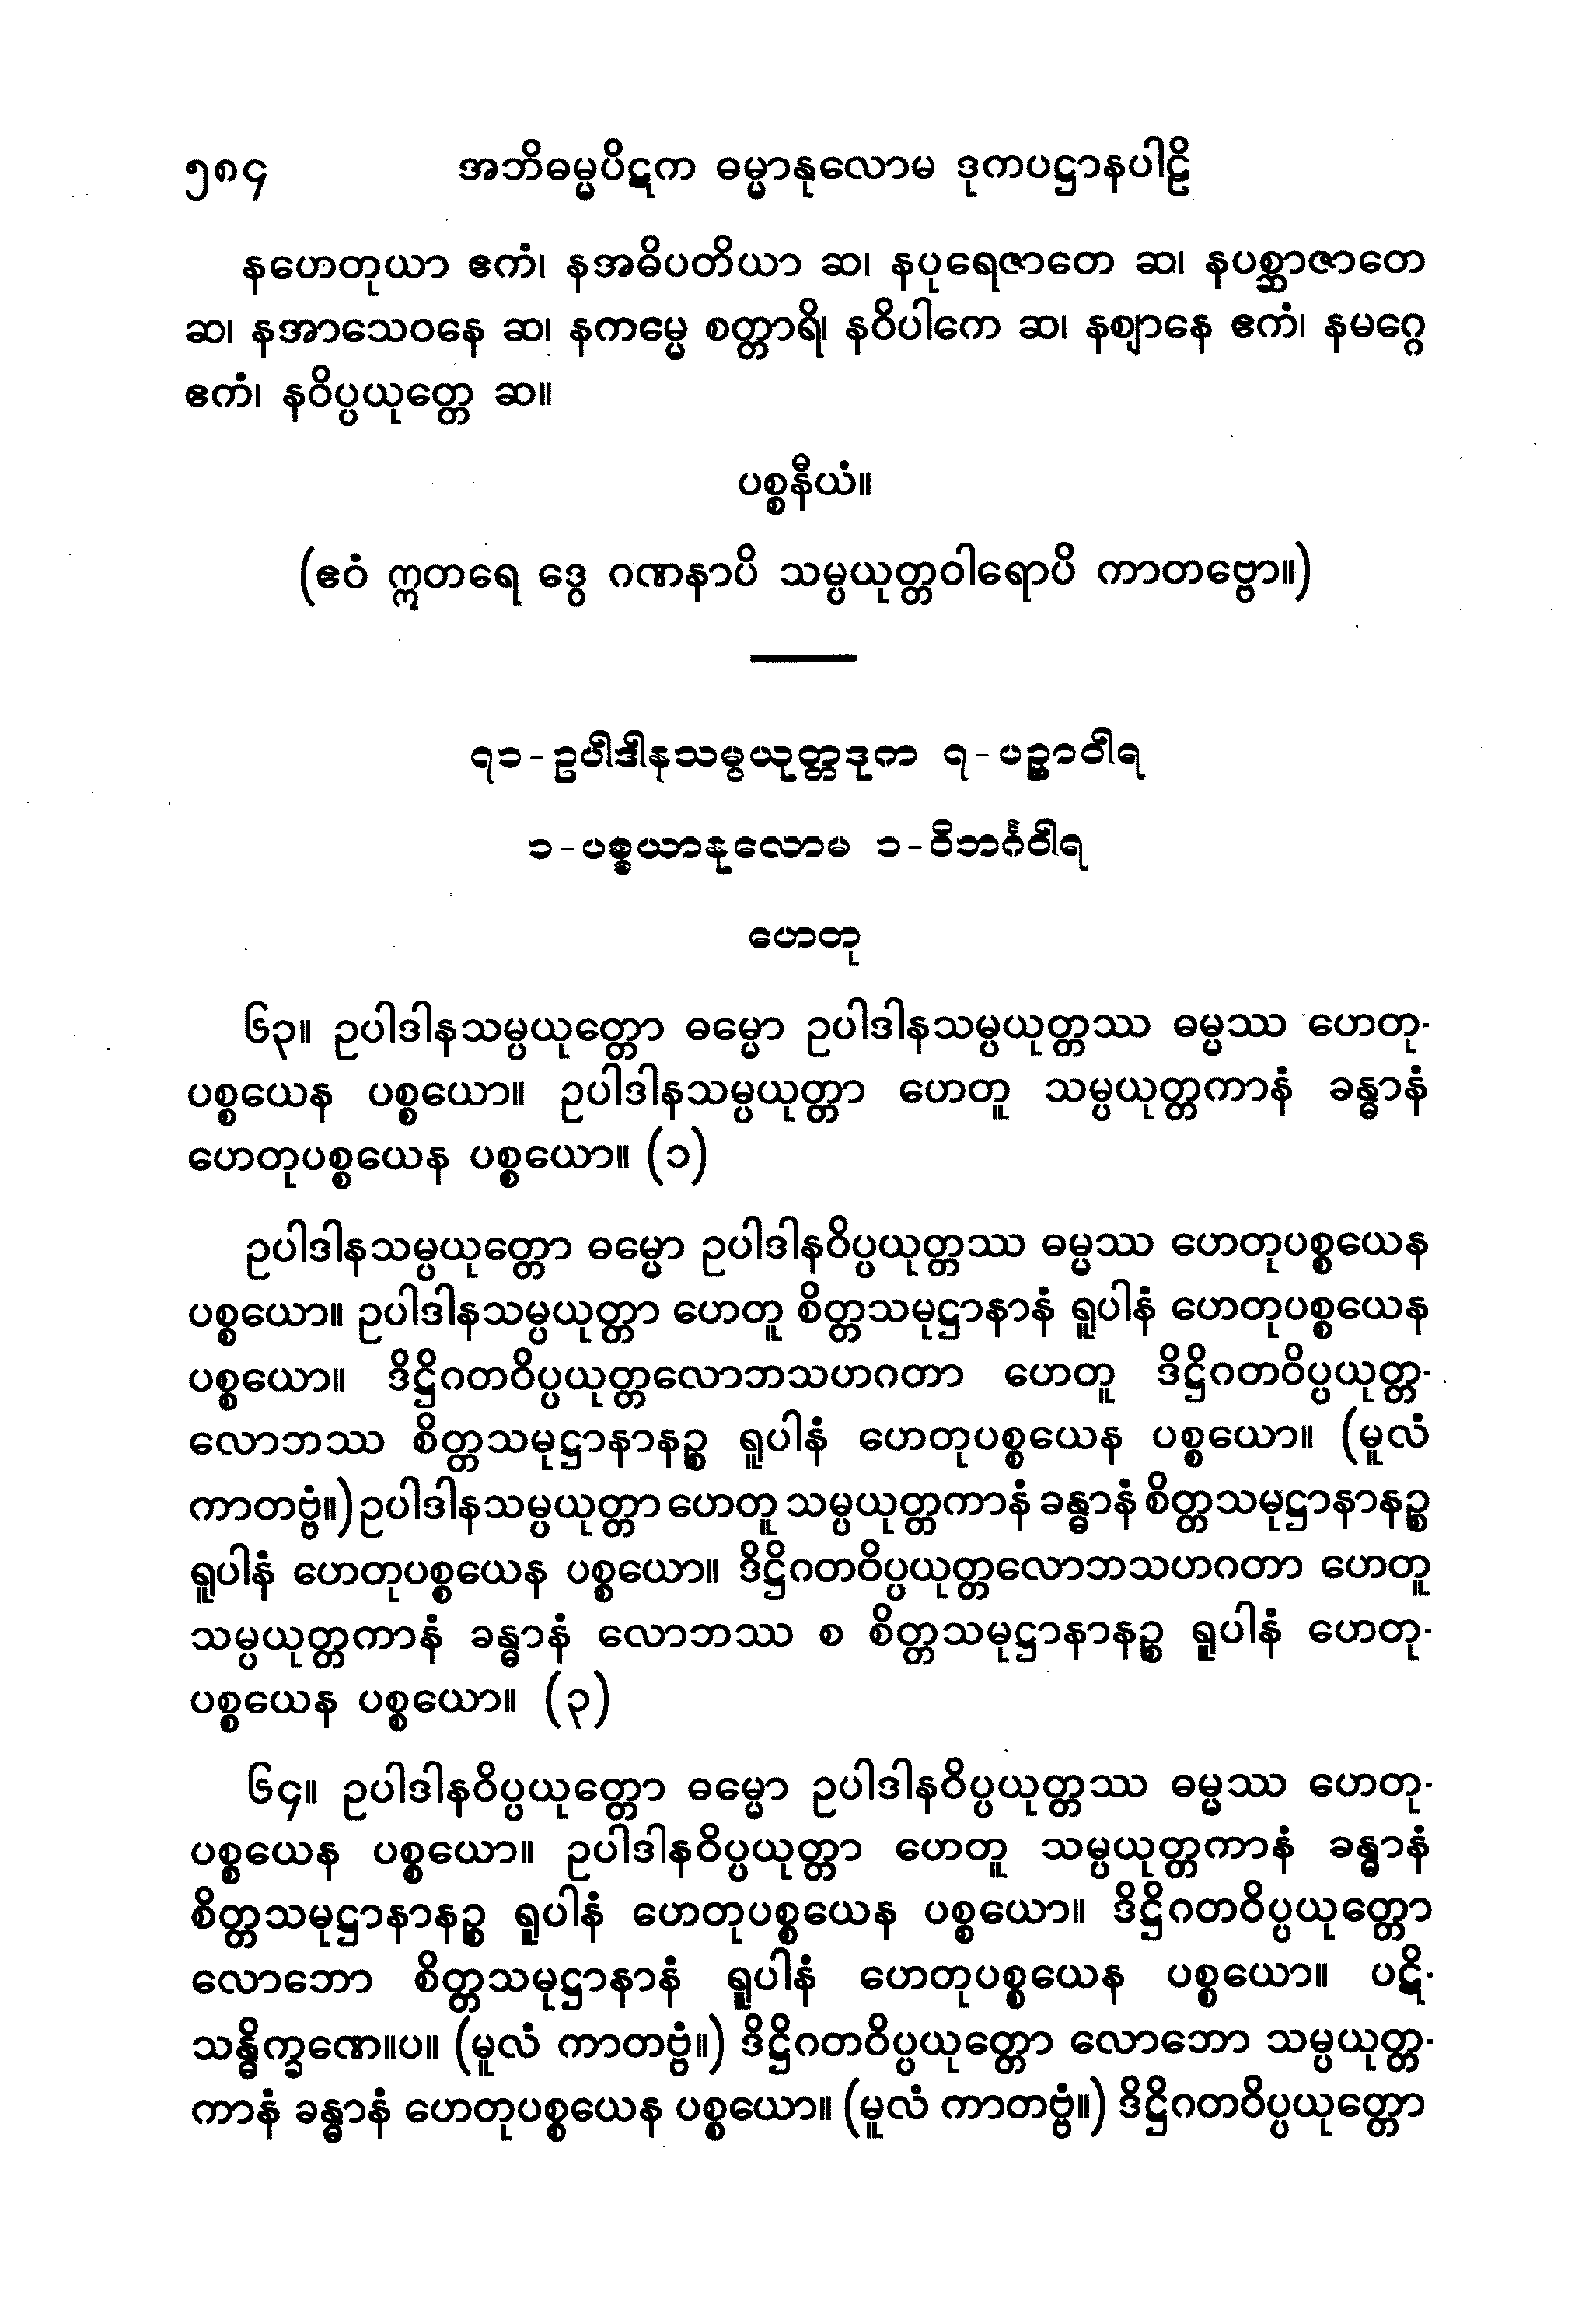 ၅၈၄ အဘိဓမ္မပိဋက ဓမ္မာနုလောမ ဒုကပဋ္ဌာနပါဠိ
နဟေတုယာ ဧကံ၊ နအဓိပတိယာ ဆ၊ နပုရေဇာတေ ဆ၊ နပစ္ဆာဇာတေ
ဆ၊ နအာသေဝနေ ဆ၊ နကမ္မေ စတ္တာရိ၊ နဝိပါကေ ဆ၊ နဈာနေ ဧကံ၊ နမဂ္ဂေ
ဧကံ၊ နဝိပ္ပယုတ္တေ ဆ။
ပစ္စနီယံ။
(ဧဝံ ဣတရေ ဒွေ ဂဏနာပိ သမ္ပယုတ္တဝါရောပိ ကာတဗ္ဗော။)
၇၁-ဥပါဒါနသမ္ပယုတ္တဒုက ၇-ပဉှာဝါရ
၁-ပစ္စယာနုလောမ ၁-ဝိဘင်္ဂဝါရ
ဟေတု
၆၃။ ဥပါဒါနသမ္ပယုတ္တော ဓမ္မော ဥပါဒါနသမ္ပယုတ္တဿ ဓမ္မဿ ဟေတု-
ပစ္စယေန ပစ္စယော။ ဥပါဒါနသမ္ပယုတ္တာ ဟေတူ သမ္ပယုတ္တကာနံ ခန္ဓာနံ
ဟေတုပစ္စယေန ပစ္စယော။ (၁)
ဥပါဒါနသမ္ပယုတ္တော ဓမ္မော ဥပါဒါနဝိပ္ပယုတ္တဿ ဓမ္မဿ ဟေတုပစ္စယေန
ပစ္စယော။ ဥပါဒါနသမ္ပယုတ္တာ ဟေတူ စိတ္တသမုဋ္ဌာနာနံ ရူပါနံ ဟေတုပစ္စယေန
ပစ္စယော။ ဒိဋ္ဌိဂတဝိပ္ပယုတ္တလောဘသဟဂတာ ဟေတူ ဒိဋ္ဌိဂတဝိပ္ပယုတ္တ-
လောဘဿ စိတ္တသမုဋ္ဌာနာနဉ္စ ရူပါနံ ဟေတုပစ္စယေန ပစ္စယော။ (မူလံ
ကာတဗ္ဗံ။) ဥပါဒါနသမ္ပယုတ္တာ ဟေတူ သမ္ပယုတ္တကာနံ ခန္ဓာနံ စိတ္တသမုဋ္ဌာနာနဉ္စ
ရူပါနံ ဟေတုပစ္စယေန ပစ္စယော။ ဒိဋ္ဌိဂတဝိပ္ပယုတ္တလောဘသဟဂတာ ဟေတူ
သမ္ပယုတ္တကာနံ ခန္ဓာနံ လောဘဿ စ စိတ္တသမုဋ္ဌာနာနဉ္စ ရူပါနံ ဟေတု-
ပစ္စယေန ပစ္စယော။ (၃)
၆၄။ ဥပါဒါနဝိပ္ပယုတ္တော ဓမ္မော ဥပါဒါနဝိပ္ပယုတ္တဿ ဓမ္မဿ ဟေတု-
ပစ္စယေန ပစ္စယော။ ဥပါဒါနဝိပ္ပယုတ္တာ ဟေတူ သမ္ပယုတ္တကာနံ ခန္ဓာနံ
စိတ္တသမုဋ္ဌာနာနဉ္စ ရူပါနံ ဟေတုပစ္စယေန ပစ္စယော။ ဒိဋ္ဌိဂတဝိပ္ပယုတ္တော
လောဘော စိတ္တသမုဋ္ဌာနာနံ ရူပါနံ ဟေတုပစ္စယေန ပစ္စယော။ ပဋိ-
သန္ဓိက္ခဏေ။ပ။ (မူလံ ကာတဗ္ဗံ။) ဒိဋ္ဌိဂတဝိပ္ပယုတ္တော လောဘော သမ္ပယုတ္တ-
ကာနံ ခန္ဓာနံ ဟေတုပစ္စယေန ပစ္စယော။ (မူလံ ကာတဗ္ဗံ။) ဒိဋ္ဌိဂတဝိပ္ပယုတ္တော